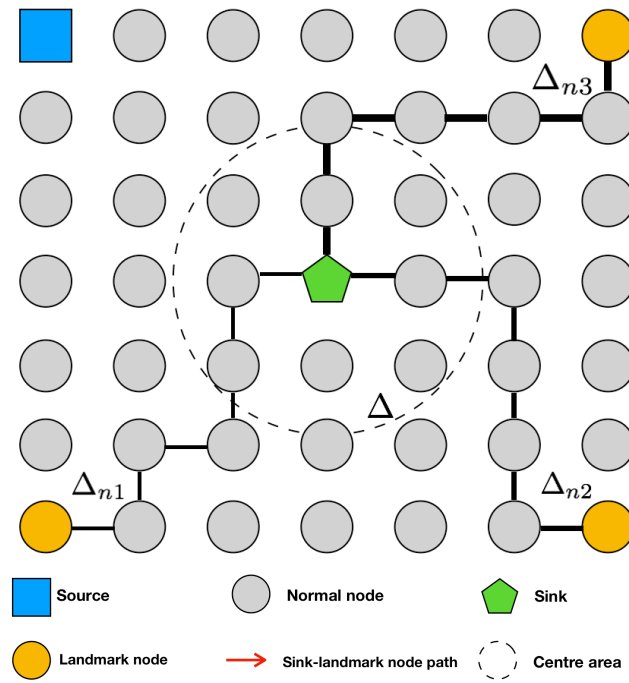 Δn3
Δ
Δn1
Δn2
Source
Normal node
Sink
Landmark node
Sink-landmark node path
Centre area